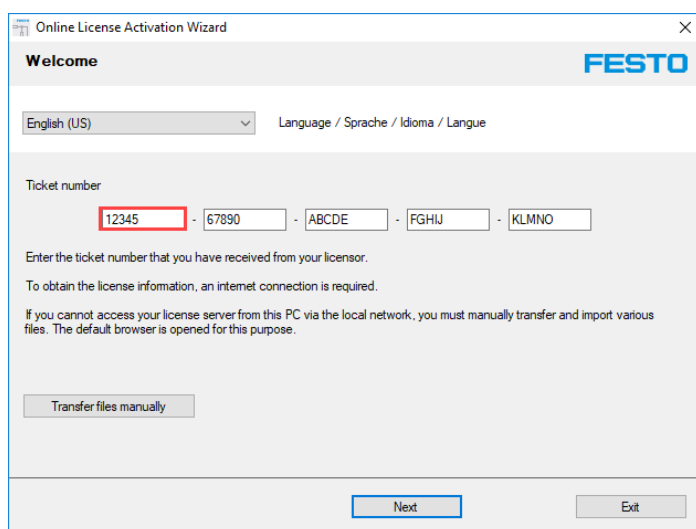 Online License Activation Wizard
Welcome
FESTO
English (US)
Language / Sprache / Idioma / Langue
Ticket number
12345 - 67890 - ABCDE - FGHIJ - KLMNO
Enter the ticket number that you have received from your licensor.
To obtain the license information, an internet connection is required.
If you cannot access your license server from this PC via the local network, you must manually transfer and import various
files. The default browser is opened for this purpose.
Transfer files manually
Next
Exit